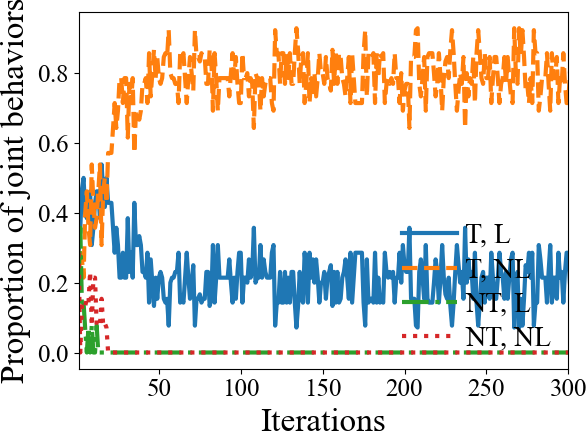 Proportion of joint behaviors
0.8
0.6
0.4
0.2
0.0
T, L
T, NL
NT, L
NT, NL
50
100
150
200
250
300
Iterations